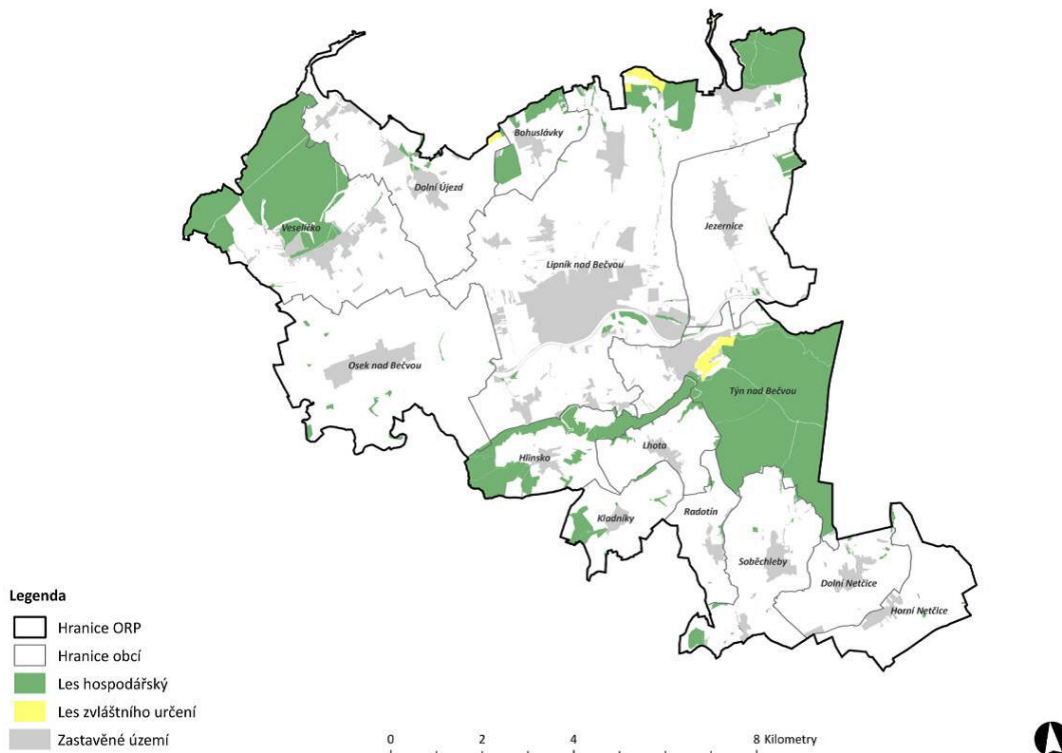 Bohuslávky
Dolní Újezd
Veselíčko
Jezernice
Lipník nad Bečvou
Osek nad Bečvou
Týn nad Bečvou
Lhota
Hlinsko
Radotín
Kladníky
Soběchleby
Dolní Netčice
Horní Netčice
Legenda
Hranice ORP
Hranice obcí
Les hospodářský
Les zvláštního určení
Zastavěné území
0 2 4 8 Kilometry